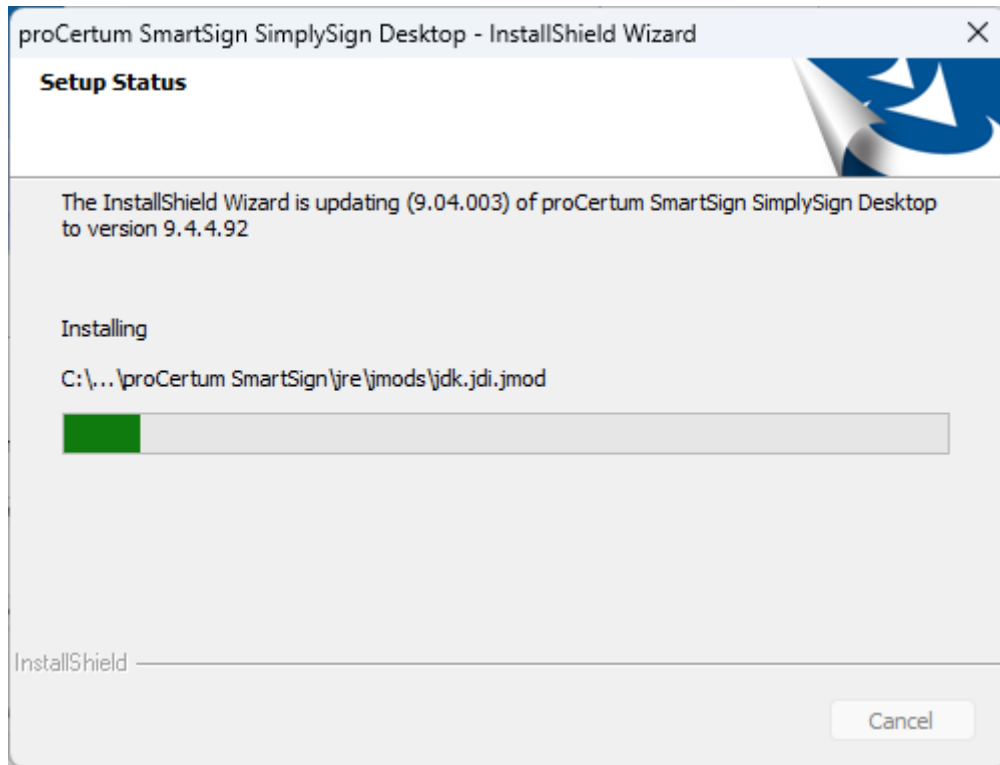 proCertum SmartSign SimplySign Desktop - InstallShield Wizard
Setup Status
The InstallShield Wizard is updating (9.04.003) of proCertum SmartSign SimplySign Desktop
to version 9.4.4.92
Installing
C:\...\proCertum SmartSign\jre\jmods\jdk.jdi.jmod
InstallShield
Cancel